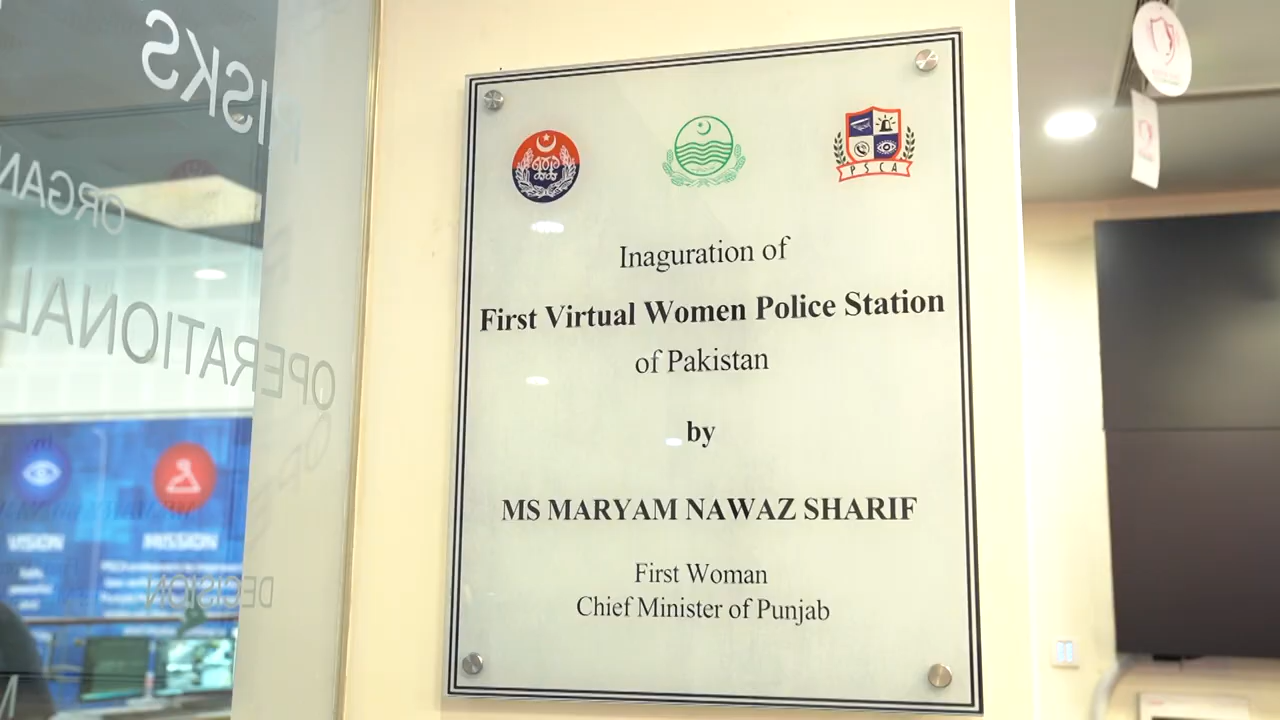 RISKS
ORGAN
OPERATIONAL
DECISION
VISION
MISSION
PSCA
Inaguration of
First Virtual Women Police Station
of Pakistan
by
MS MARYAM NAWAZ SHARIF
First Woman
Chief Minister of Punjab